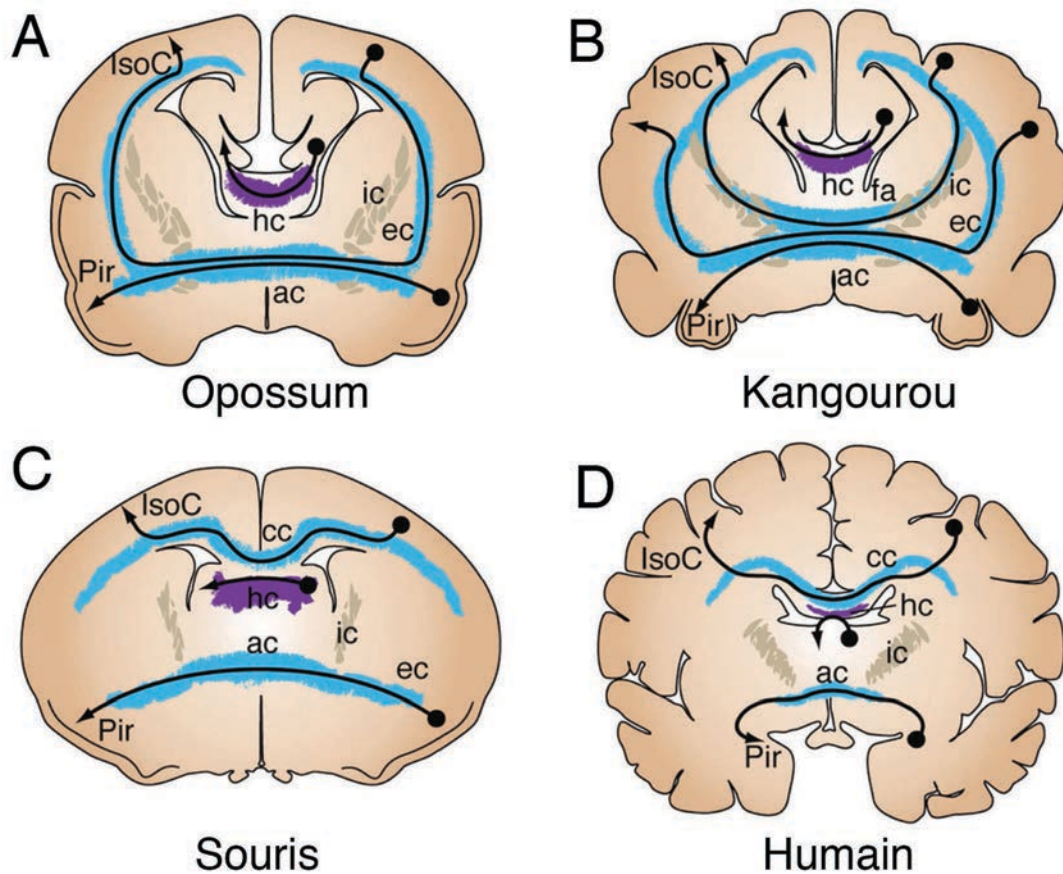 A
IsoC
hc
ic
ec
Pir
ac
Opossum
B
IsoC
hc
fa
ic
ec
ac
Pir
Kangourou
C
IsoC
cc
hc
ic
ac
ec
Pir
Souris
D
IsoC
cc
hc
ic
ac
Pir
Humain